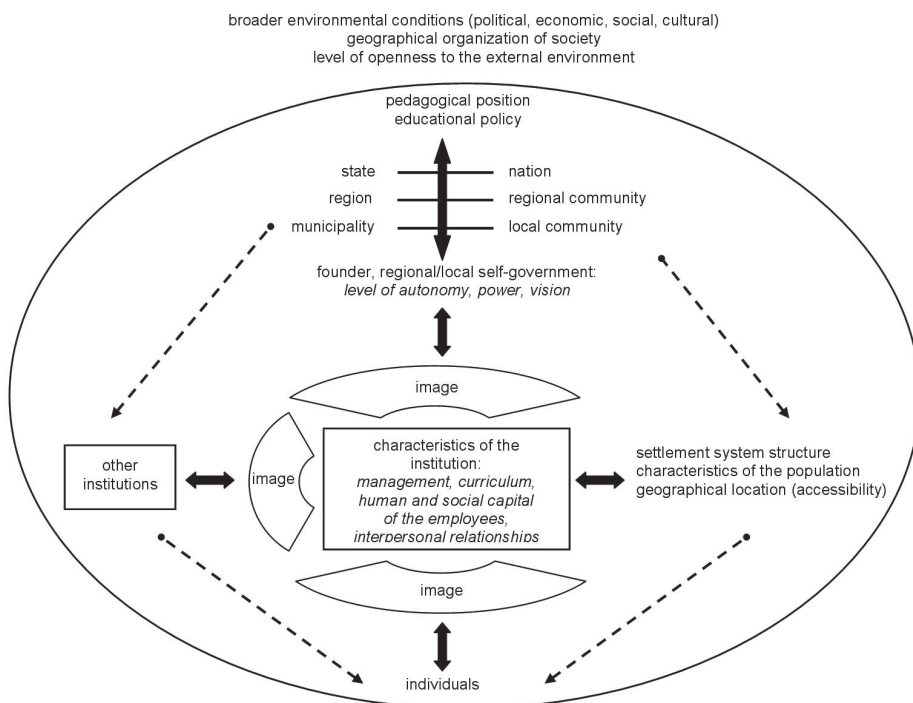 broader environmental conditions (political, economic, social, cultural)
geographical organization of society
level of openness to the external environment
pedagogical position
educational policy
state
nation
region
regional community
municipality
local community
founder, regional/local self-government:
level of autonomy, power, vision
image
other
institutions
image
characteristics of the
institution:
management, curriculum,
human and social capital
of the employees,
interpersonal relationships
settlement system structure
characteristics of the population
geographical location (accessibility)
image
individuals